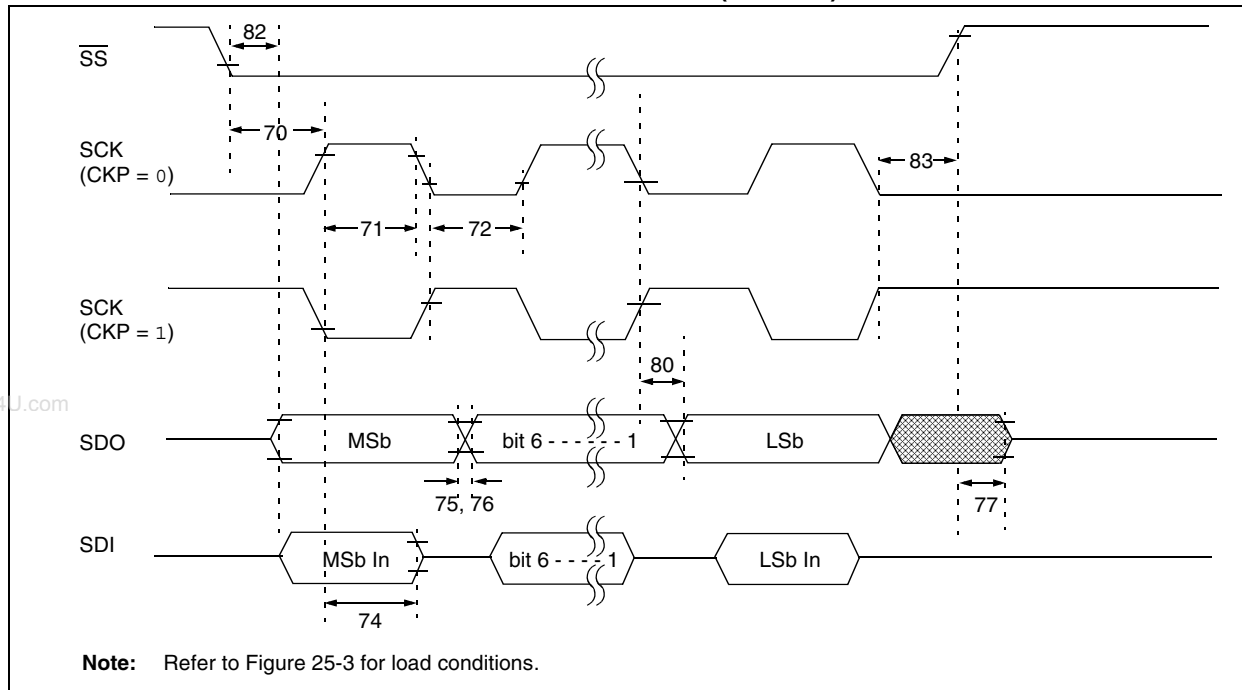 82
SS
70
SCK
(CKP = 0)
83
71
72
SCK
(CKP = 1)
80
4U.com
SDO
MSb
bit 6 - - - - - - 1
LSb
75, 76
77
SDI
MSb In
bit 6 - - - - 1
LSb In
74
Note: Refer to Figure 25-3 for load conditions.